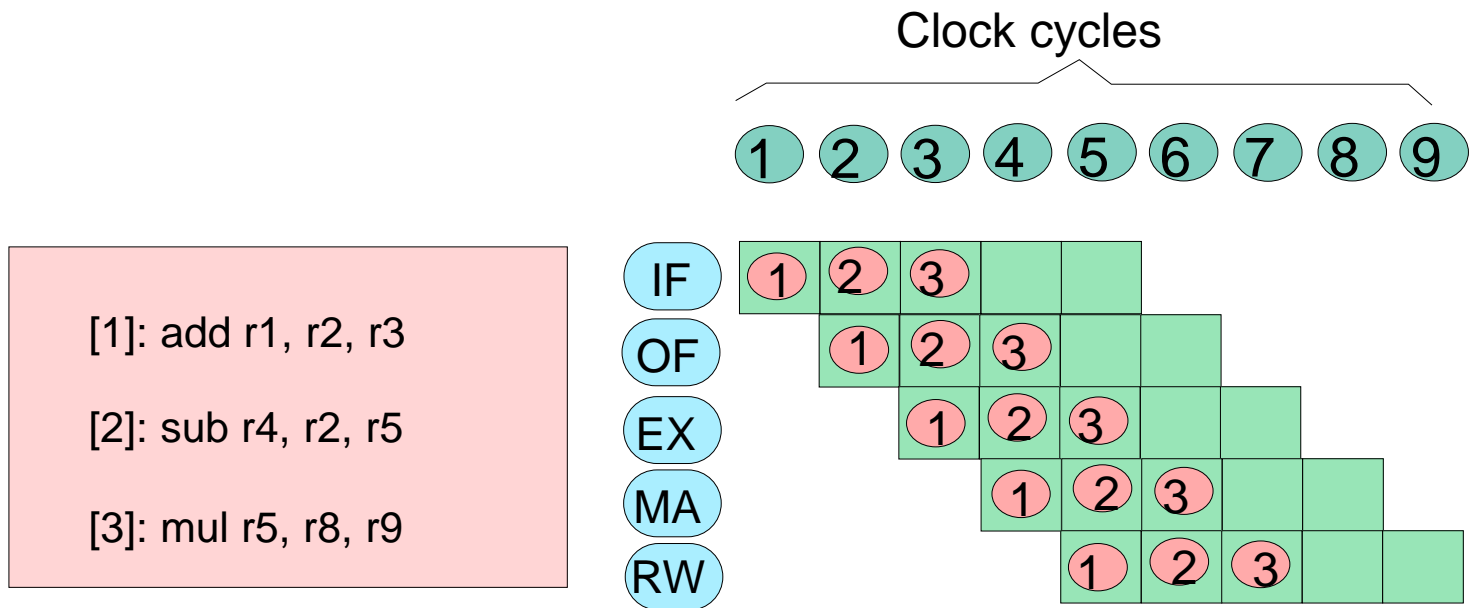 Clock cycles
1 2 3 4 5 6 7 8 9
[1]: add r1, r2, r3
[2]: sub r4, r2, r5
[3]: mul r5, r8, r9
IF 1 2 3
OF 1 2 3
EX 1 2 3
MA 1 2 3
RW 1 2 3